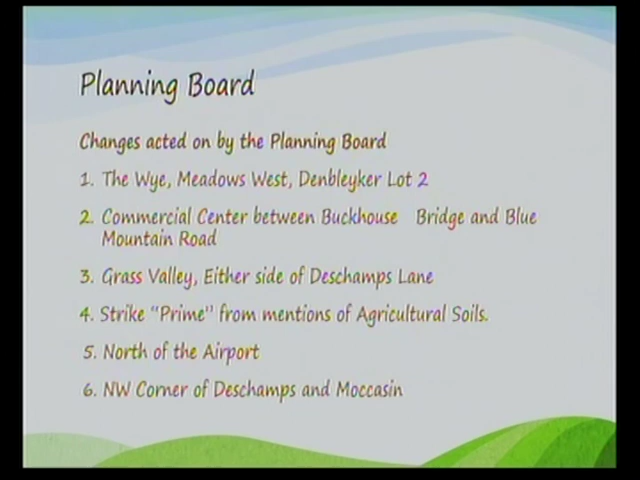 Planning Board
Changes acted on by the Planning Board
1. The Wye, Meadows West, Denbleyker Lot 2
2. Commercial Center between Buckhouse Bridge and Blue
Mountain Road
3. Grass Valley, Either side of Deschamps Lane
4. Strike "Prime" from mentions of Agricultural Soils.
5. North of the Airport
6. NW Corner of Deschamps and Moccasin